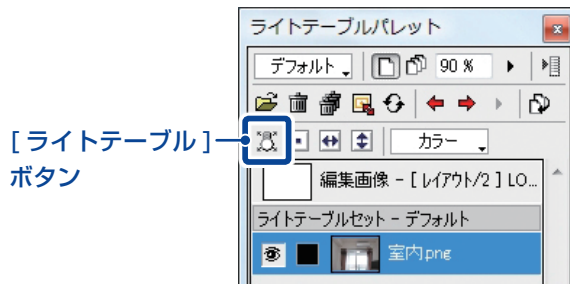 ライトテーブルパレット
デフォルト
90 %
カラー
[ライトテーブル]
ボタン
編集画像 - [ レイアウト/2 ] LO...
ライトテーブルセット - デフォルト
室内.png